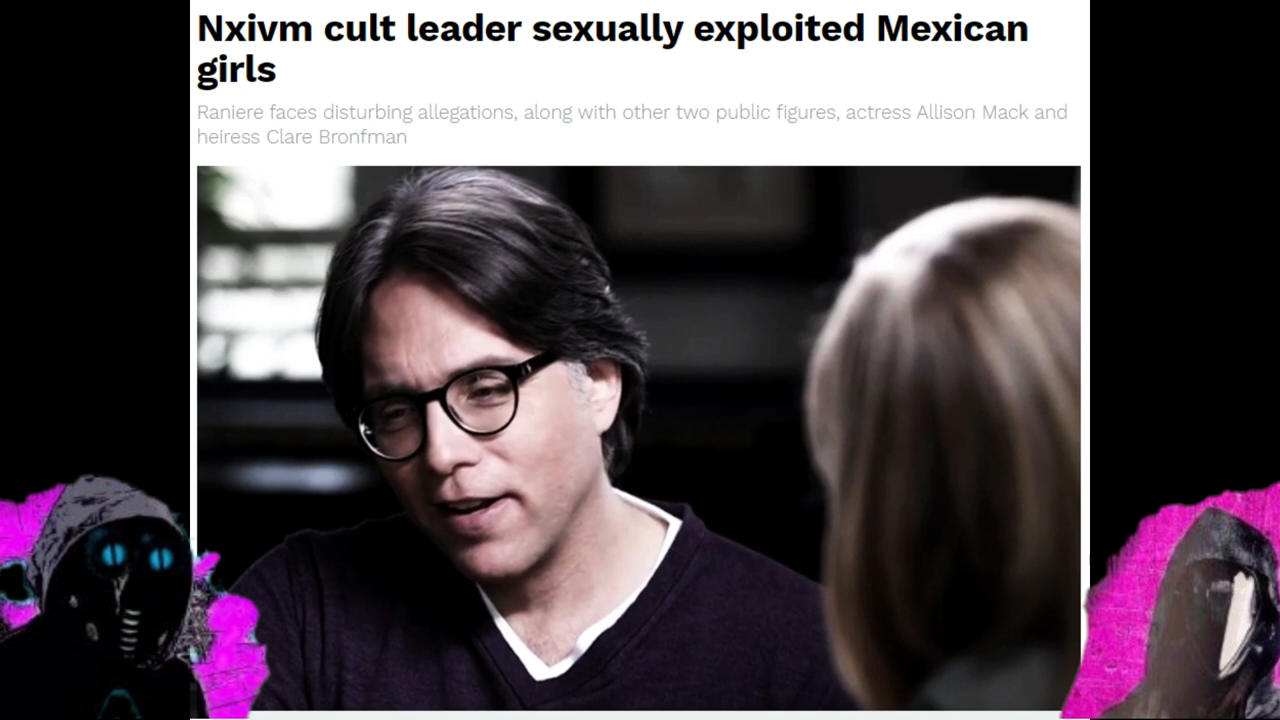 Nxivm cult leader sexually exploited Mexican
girls
Raniere faces disturbing allegations, along with other two public figures, actress Allison Mack and
heiress Clare Bronfman